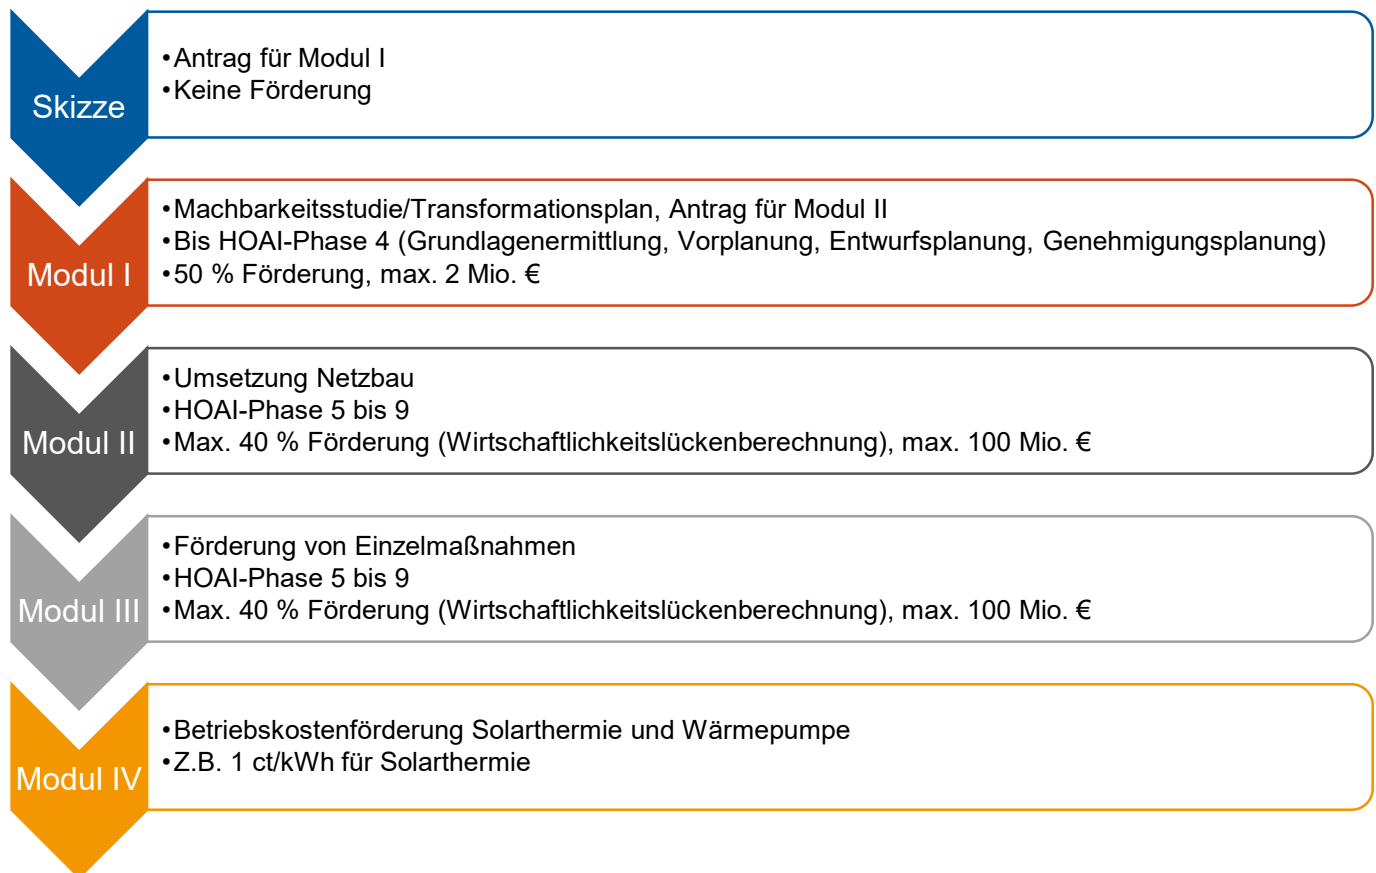 Skizze
•Antrag für Modul I
•Keine Förderung
Modul I
•Machbarkeitsstudie/Transformationsplan, Antrag für Modul II
•Bis HOAI-Phase 4 (Grundlagenermittlung, Vorplanung, Entwurfsplanung, Genehmigungsplanung)
•50 % Förderung, max. 2 Mio. €
Modul II
•Umsetzung Netzbau
•HOAI-Phase 5 bis 9
•Max. 40 % Förderung (Wirtschaftlichkeitslückenberechnung), max. 100 Mio. €
Modul III
•Förderung von Einzelmaßnahmen
•HOAI-Phase 5 bis 9
•Max. 40 % Förderung (Wirtschaftlichkeitslückenberechnung), max. 100 Mio. €
Modul IV
•Betriebskostenförderung Solarthermie und Wärmepumpe
•Z.B. 1 ct/kWh für Solarthermie